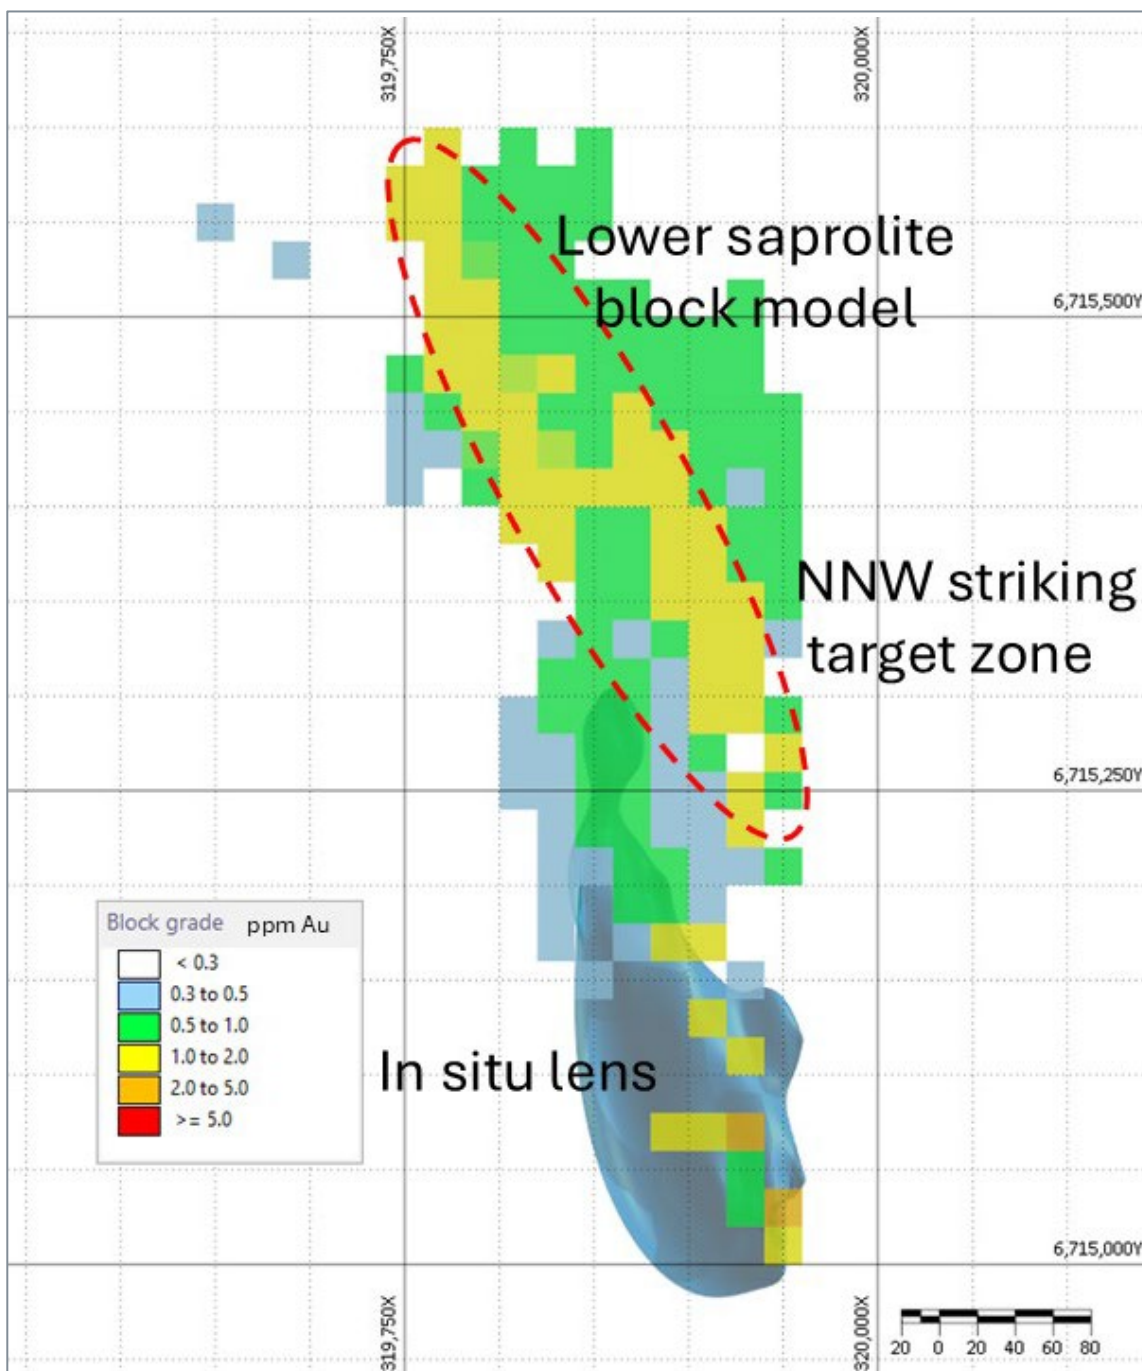 319,750X
320,000X
Lower saprolite
block model
6,715,500Y
NNW striking
target zone
6,715,250Y
Block grade ppm Au
< 0.3
0.3 to 0.5
0.5 to 1.0
1.0 to 2.0
2.0 to 5.0
>= 5.0
In situ lens
6,715,000Y
319,750X
320,000X
20 0 20 40 60 80